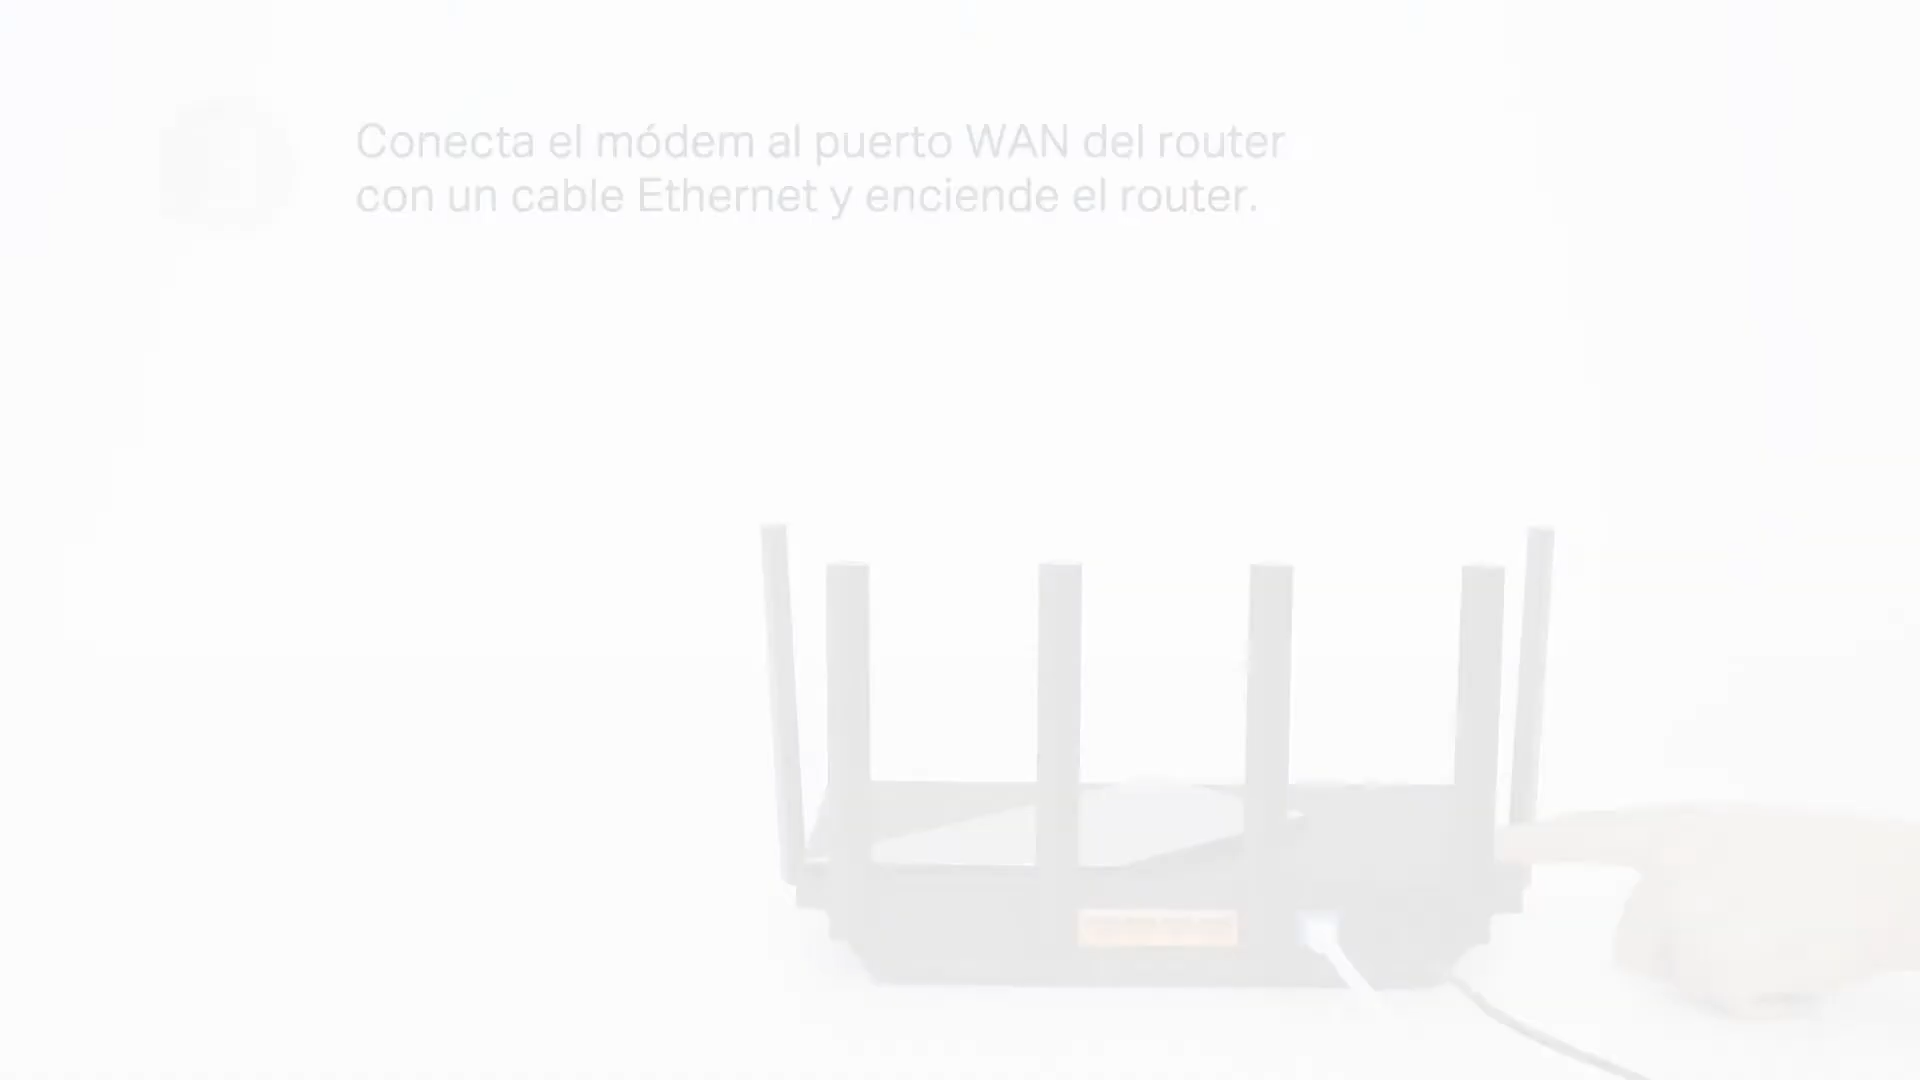 Conecta el módem al puerto WAN del router
con un cable Ethernet y enciende el router.